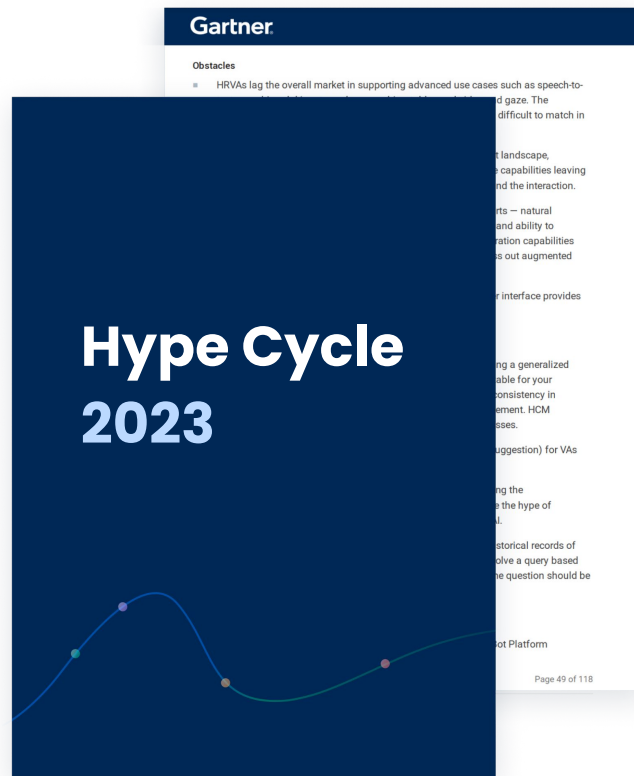 Gartner
Obstacles
HRVAs lag the overall market in supporting advanced use cases such as speech-to-
d gaze. The
difficult to match in
t landscape,
capabilities leaving
nd the interaction.
rts — natural
and ability to
ration capabilities
s out augmented
r interface provides
Hype Cycle
2023
ng a generalized
able for your
consistency in
ement. HCM
sses.
uggestion) for VAs
ng the
e the hype of
AI.
storical records of
olve a query based
ne question should be
Bot Platform
Page 49 of 118